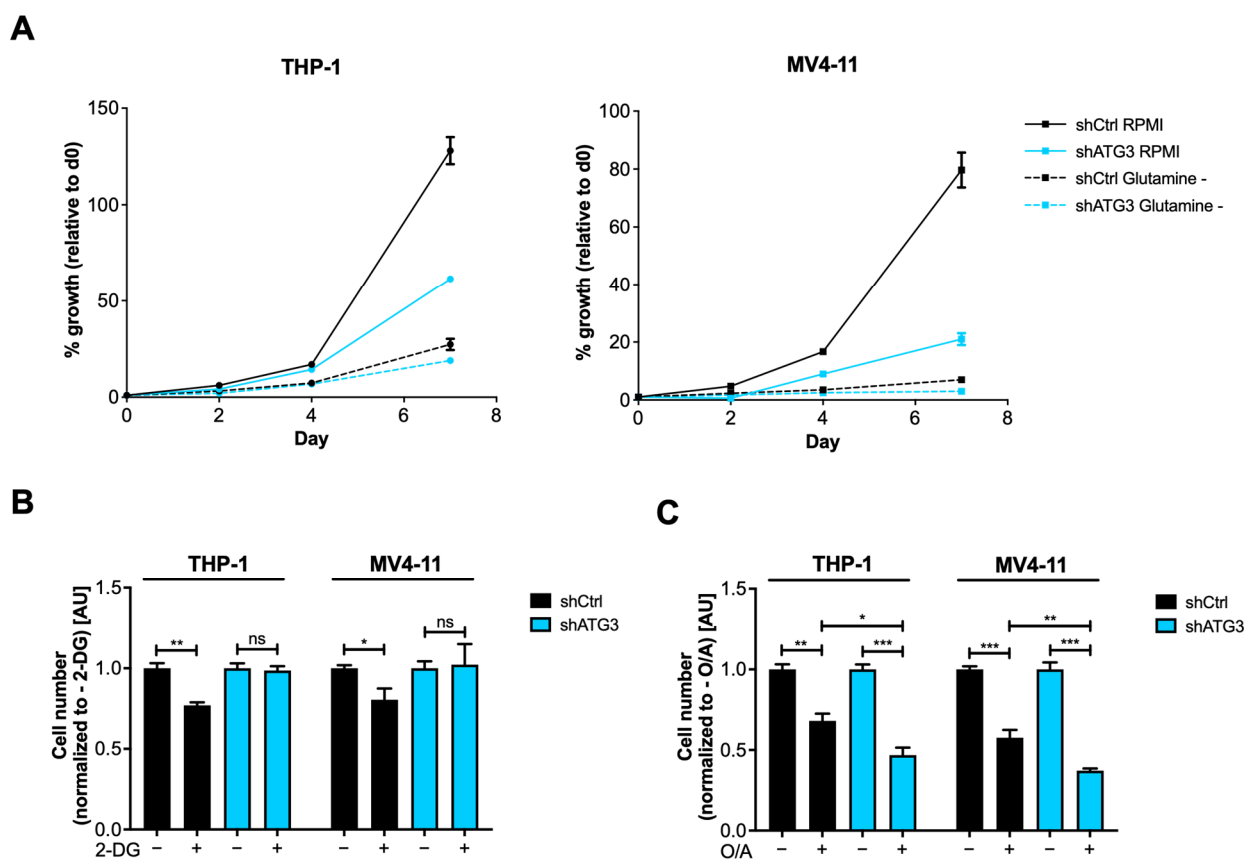 A
THP-1
MV4-11
% growth (relative to d0)
150
100
50
0
0 2 4 6 8
Day
% growth (relative to d0)
100
80
60
40
20
0
0 2 4 6 8
Day
shCtrl RPMI
shATG3 RPMI
shCtrl Glutamine -
shATG3 Glutamine -
B
THP-1
MV4-11
Cell number
(normalized to - 2-DG) [AU]
1.5
1.0
0.5
0.0
** ns * ns
2-DG − + − + − + − +
shCtrl
shATG3
C
THP-1
MV4-11
Cell number
(normalized to - O/A) [AU]
1.5
1.0
0.5
0.0
* **
** *** *** ***
O/A − + − + − + − +
shCtrl
shATG3